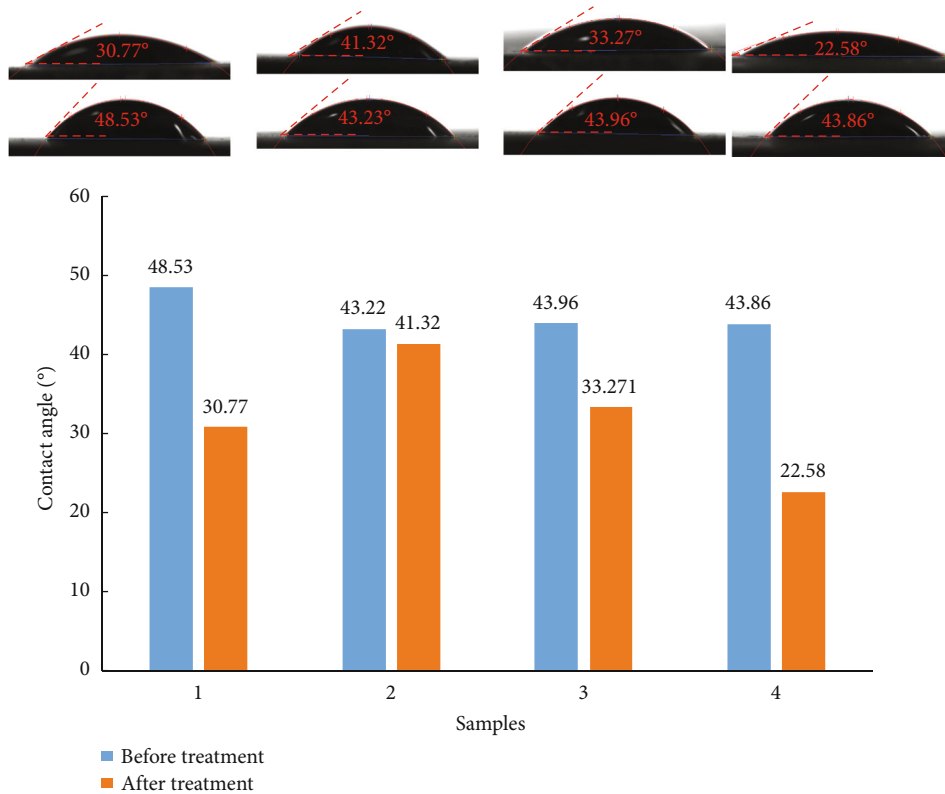 30.77° 41.32° 33.27° 22.58°
48.53° 43.23° 43.96° 43.86°
60
50
40
30
20
10
0
Contact angle (°)
48.53 43.22 43.96 43.86
30.77 41.32 33.271 22.58
1 2 3 4
Samples
Before treatment
After treatment